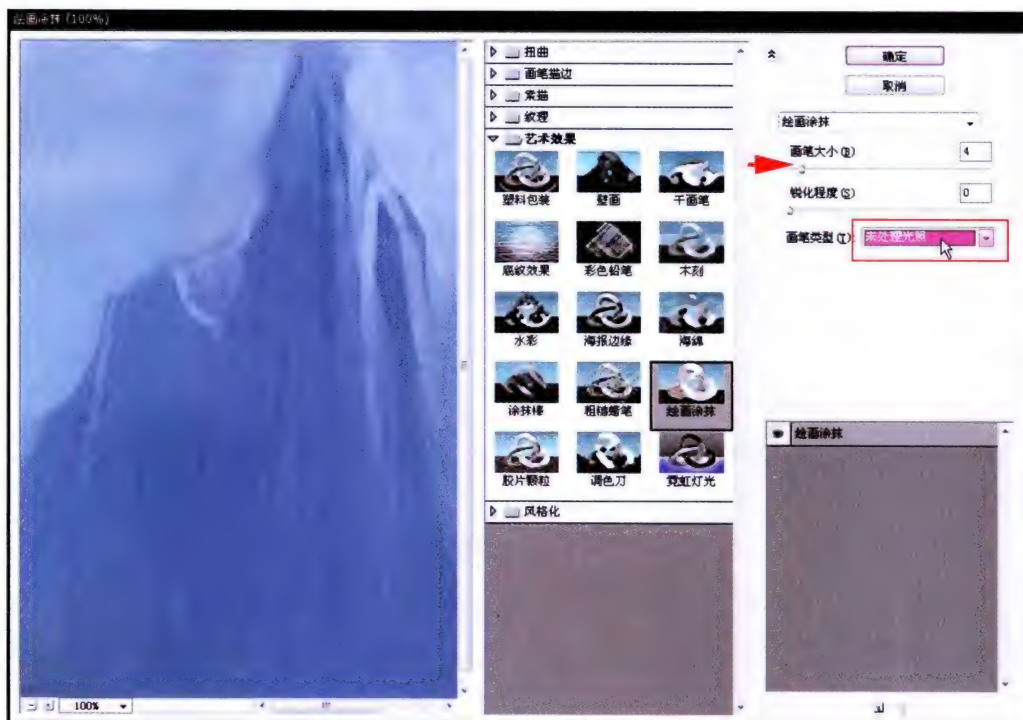 绘画涂抹 (100%)
扭曲
画笔描边
素描
纹理
艺术效果
塑料包装 壁画 干画笔
底纹效果 彩色铅笔 木刻
水彩 海报边缘 海绵
涂抹棒 粗糙蜡笔 绘画涂抹
胶片颗粒 调色刀 霓虹灯光
风格化
确定
取消
绘画涂抹
画笔大小(B) 4
锐化程度(S) 0
画笔类型(T): 未处理光照
绘画涂抹
100%